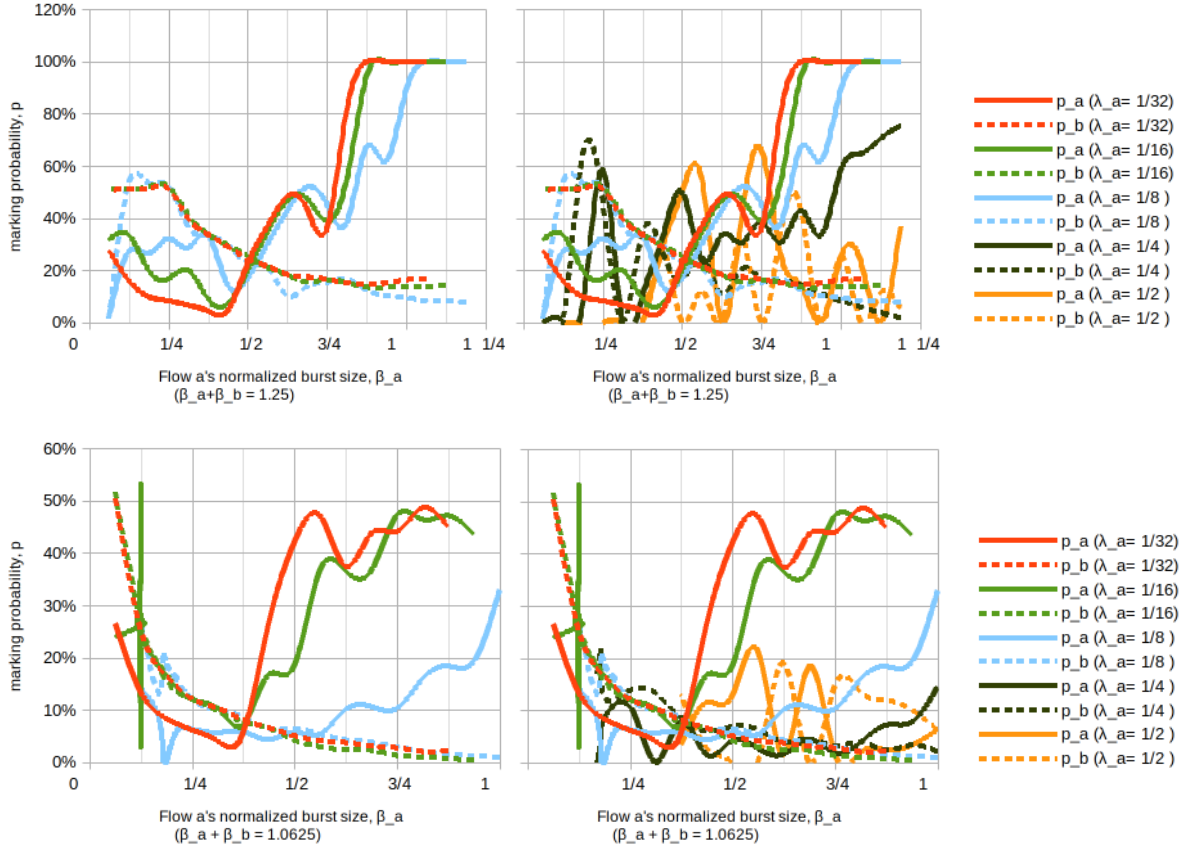 120%
100%
80%
60%
40%
20%
0%
marking probability, p
0 1/4 1/2 3/4 1 1 1/4
Flow a's normalized burst size, β_a
(β_a+β_b = 1.25)
1/4 1/2 3/4 1 1 1/4
Flow a's normalized burst size, β_a
(β_a+β_b = 1.25)
p_a (λ_a= 1/32)
p_b (λ_a= 1/32)
p_a (λ_a= 1/16)
p_b (λ_a= 1/16)
p_a (λ_a= 1/8 )
p_b (λ_a= 1/8 )
p_a (λ_a= 1/4 )
p_b (λ_a= 1/4 )
p_a (λ_a= 1/2 )
p_b (λ_a= 1/2 )
60%
50%
40%
30%
20%
10%
0%
marking probability, p
0 1/4 1/2 3/4 1
Flow a's normalized burst size, β_a
(β_a + β_b = 1.0625)
1/4 1/2 3/4 1
Flow a's normalized burst size, β_a
(β_a + β_b = 1.0625)
p_a (λ_a= 1/32)
p_b (λ_a= 1/32)
p_a (λ_a= 1/16)
p_b (λ_a= 1/16)
p_a (λ_a= 1/8 )
p_b (λ_a= 1/8 )
p_a (λ_a= 1/4 )
p_b (λ_a= 1/4 )
p_a (λ_a= 1/2 )
p_b (λ_a= 1/2 )